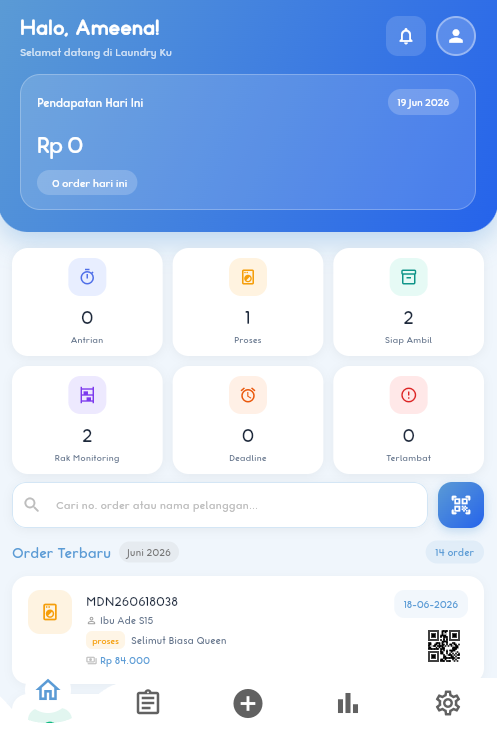 Halo, Ameena!
Selamat datang di Laundry Ku
Pendapatan Hari Ini
19 Jun 2026
Rp 0
0 order hari ini
0
Antrian
1
Proses
2
Siap Ambil
2
Rak Monitoring
0
Deadline
0
Terlambat
Cari no. order atau nama pelanggan...
Order Terbaru
Juni 2026
14 order
MDN260618038
18-06-2026
Ibu Ade S15
proses Selimut Biasa Queen
Rp 84.000